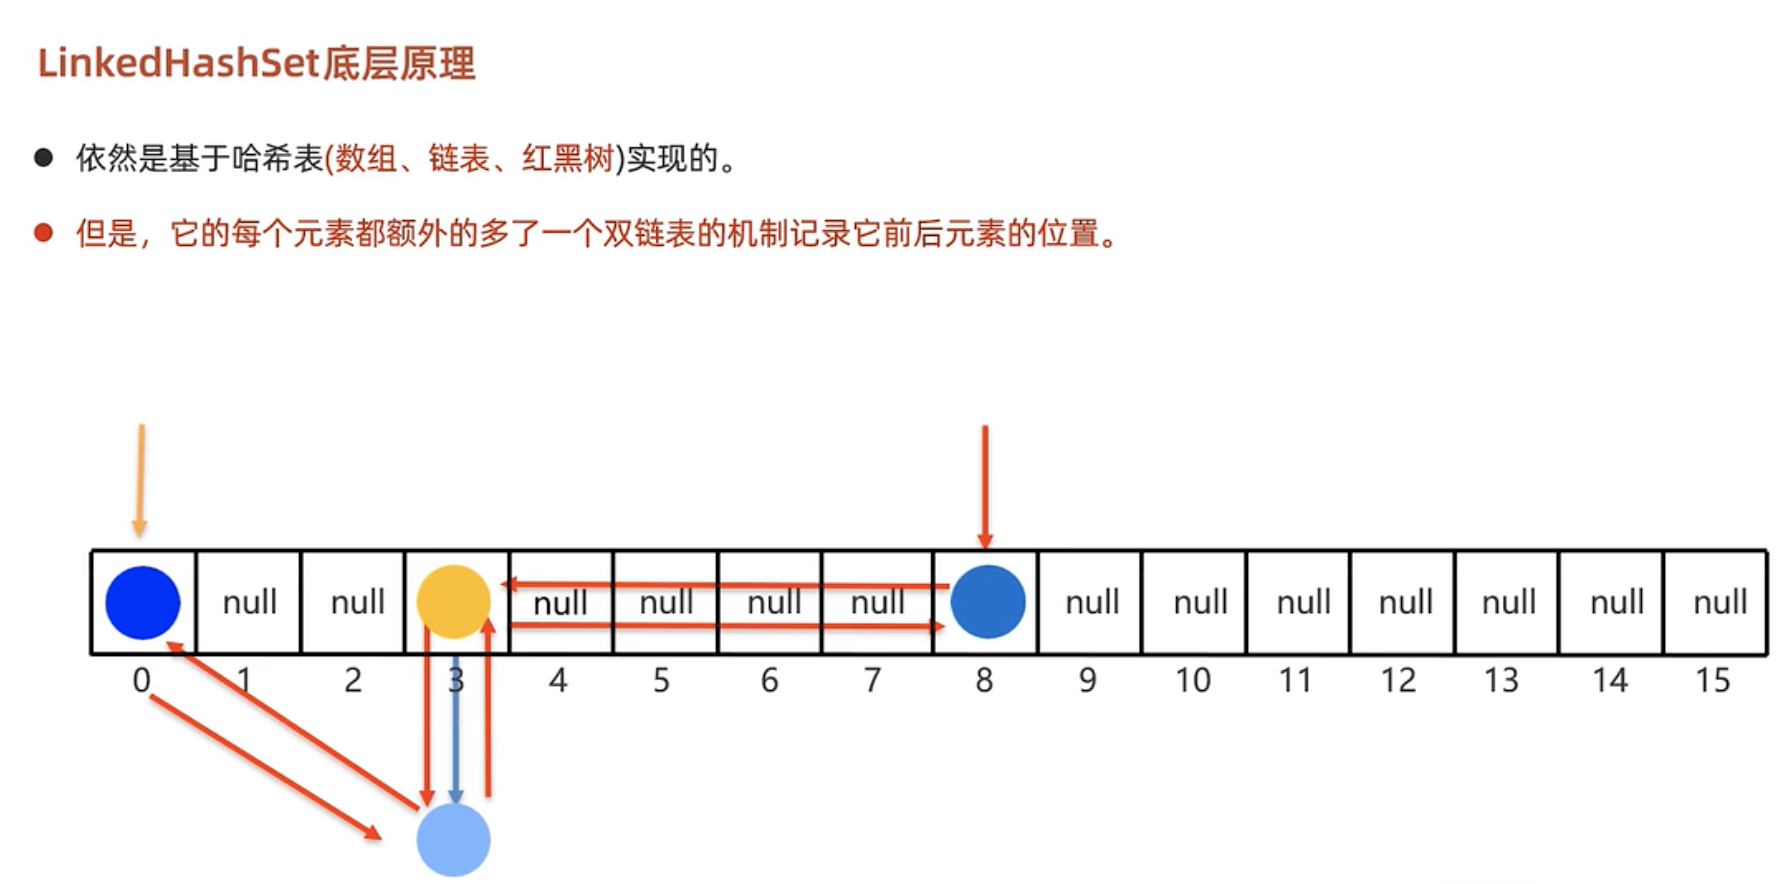 LinkedHashSet底层原理
依然是基于哈希表(数组、链表、红黑树)实现的。
但是，它的每个元素都额外的多了一个双链表的机制记录它前后元素的位置。
null null null null null null null null null null null null null
0 1 2 3 4 5 6 7 8 9 10 11 12 13 14 15